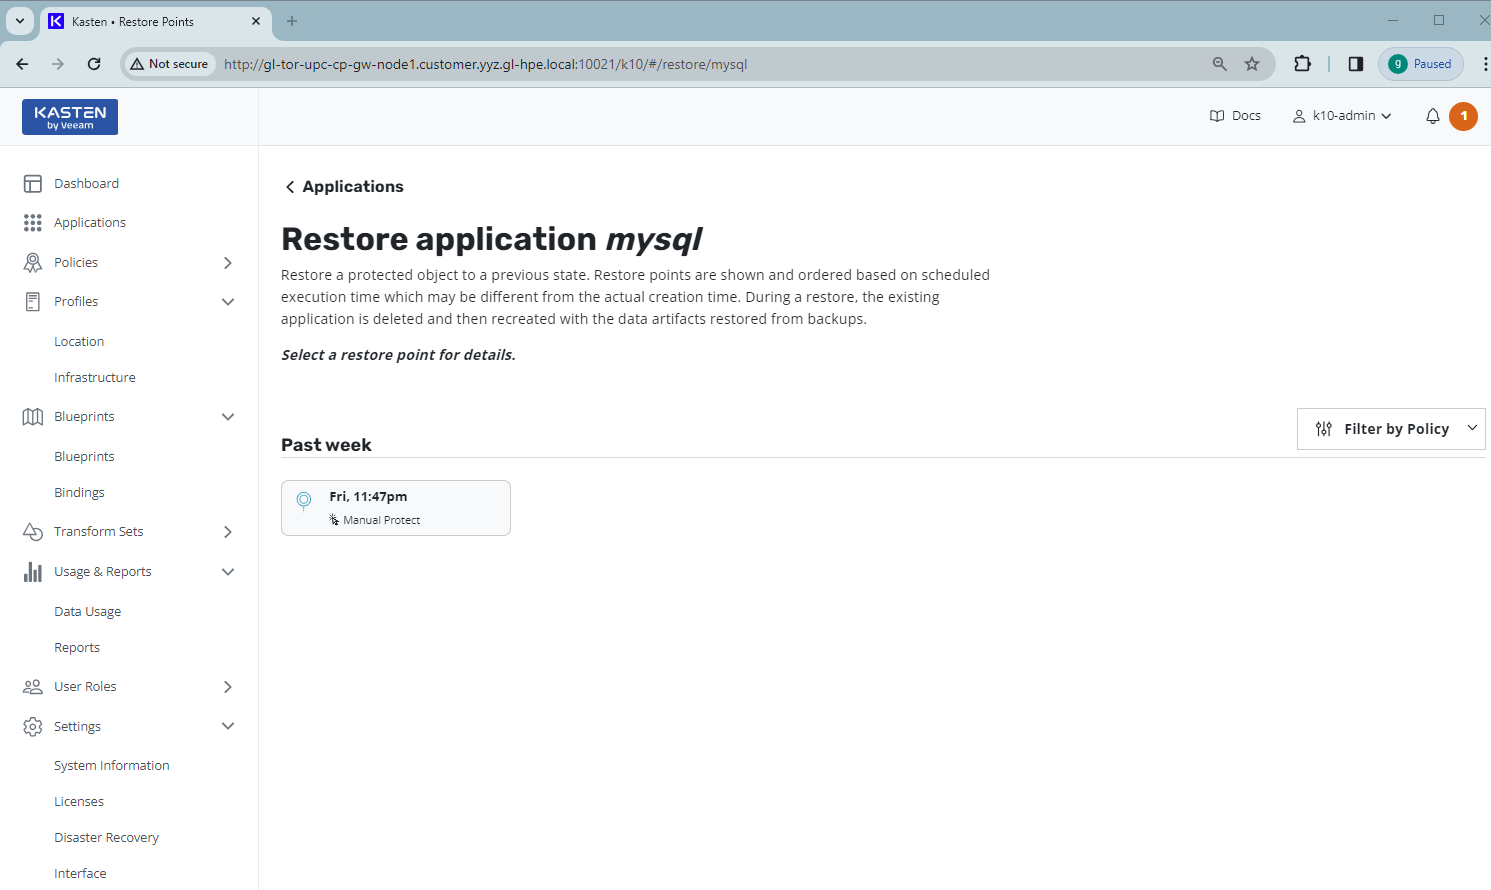 Kasten • Restore Points
Not secure
http://gl-tor-upc-cp-gw-node1.customer.yyz.gl-hpe.local:10021/k10/#/restore/mysql
g
Paused
KASTEN
by Veeam
Docs
k10-admin
1
Dashboard
Applications
Policies
Profiles
Location
Infrastructure
Blueprints
Blueprints
Bindings
Transform Sets
Usage & Reports
Data Usage
Reports
User Roles
Settings
System Information
Licenses
Disaster Recovery
Interface
Applications
Restore application mysql
Restore a protected object to a previous state. Restore points are shown and ordered based on scheduled
execution time which may be different from the actual creation time. During a restore, the existing
application is deleted and then recreated with the data artifacts restored from backups.
Select a restore point for details.
Filter by Policy
Past week
Fri, 11:47pm
Manual Protect